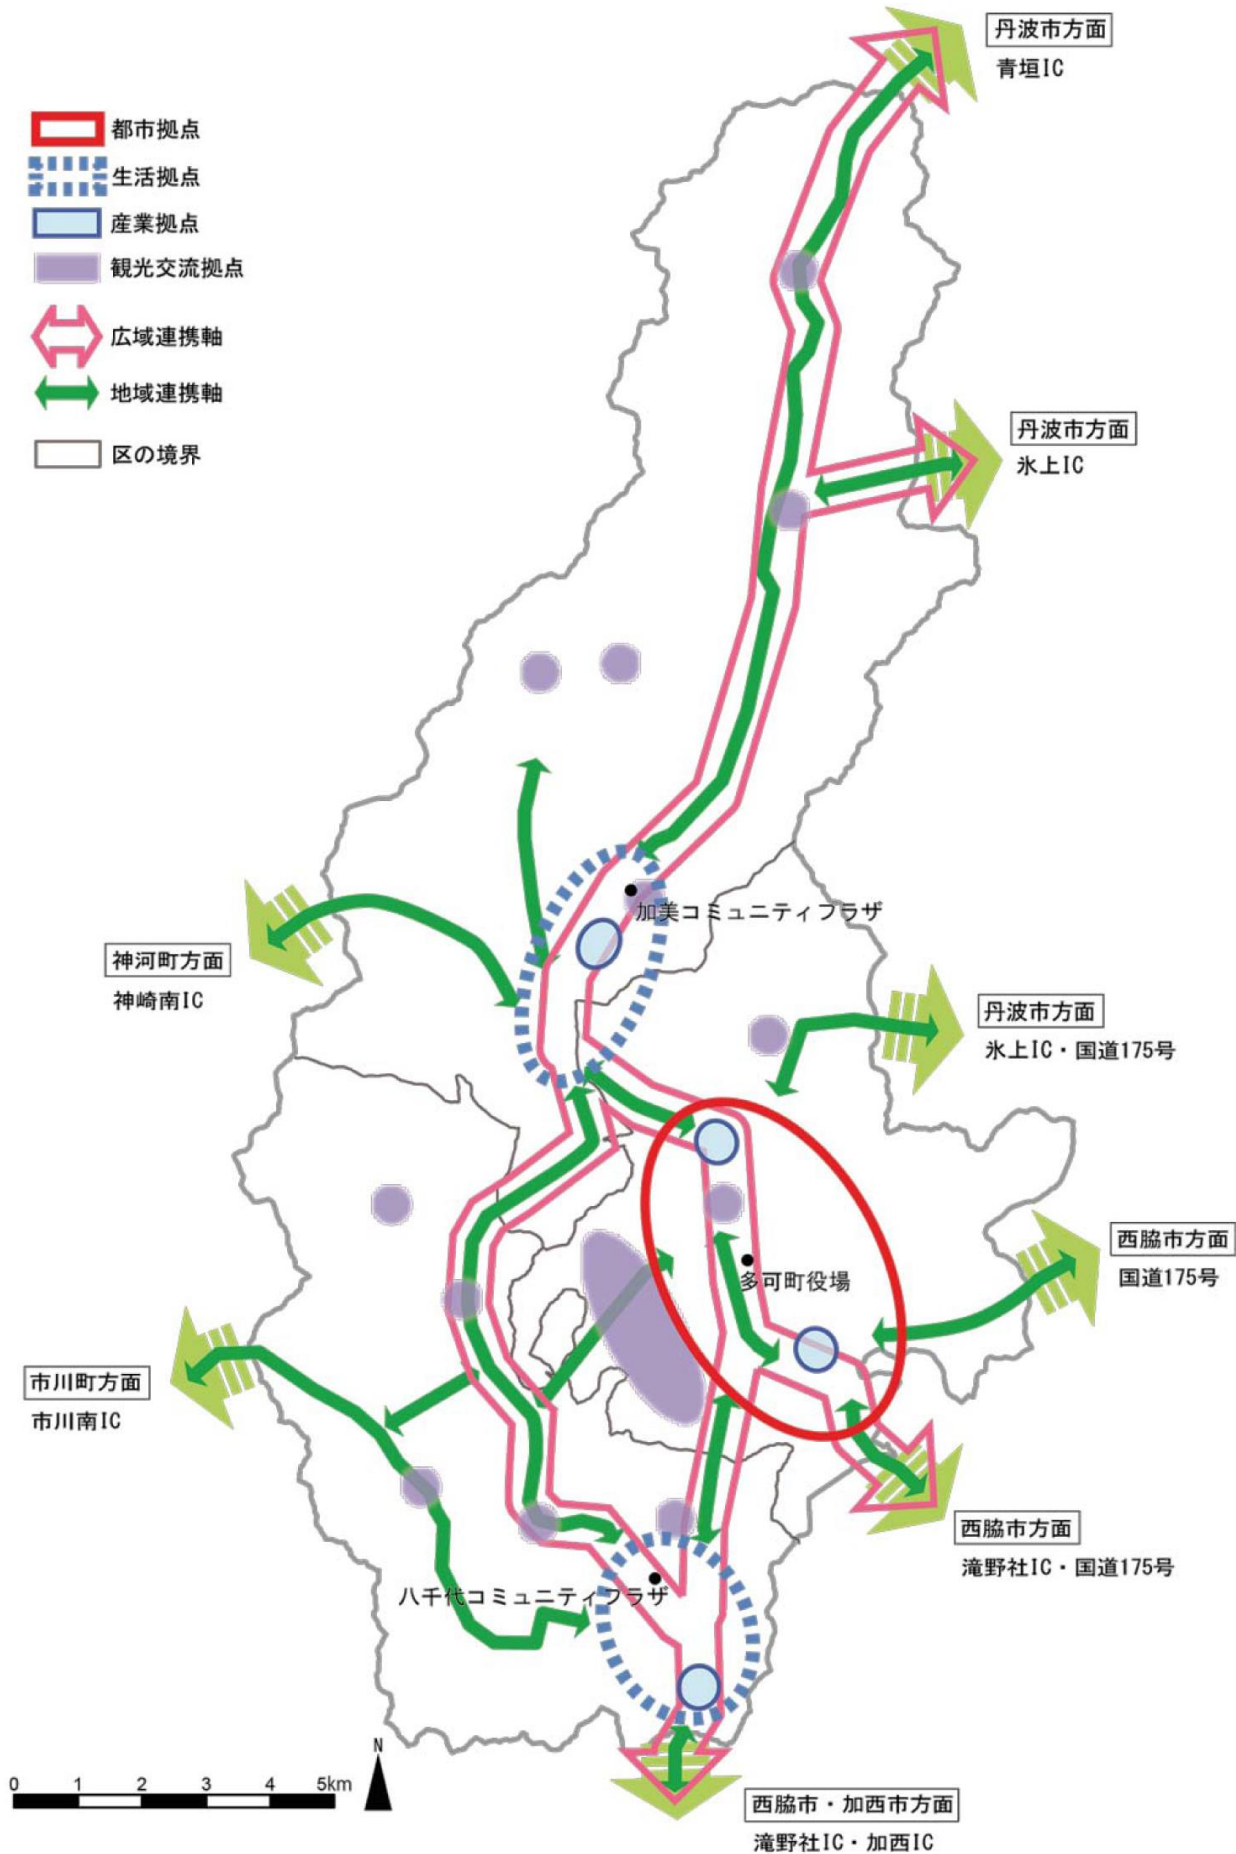 丹波市方面
青垣IC
都市拠点
生活拠点
産業拠点
観光交流拠点
広域連携軸
地域連携軸
区の境界
丹波市方面
氷上IC
加美コミュニティプラザ
神河町方面
神崎南IC
丹波市方面
氷上IC・国道175号
西脇市方面
国道175号
多可町役場
市川町方面
市川南IC
西脇市方面
滝野社IC・国道175号
八千代コミュニティプラザ
N
0 1 2 3 4 5km
西脇市・加西市方面
滝野社IC・加西IC